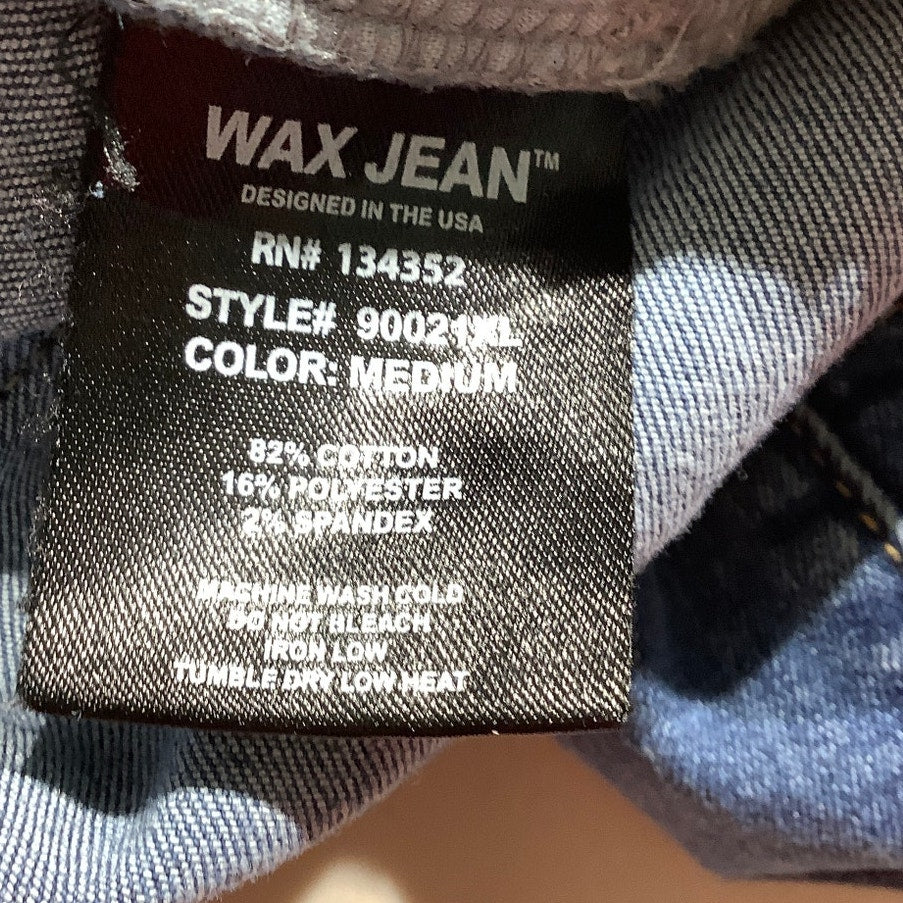 WAX JEAN™
DESIGNED IN THE USA
RN# 134352
STYLE# 90021XL
COLOR: MEDIUM
82% COTTON
16% POLYESTER
2% SPANDEX
MACHINE WASH COLD
DO NOT BLEACH
IRON LOW
TUMBLE DRY LOW HEAT